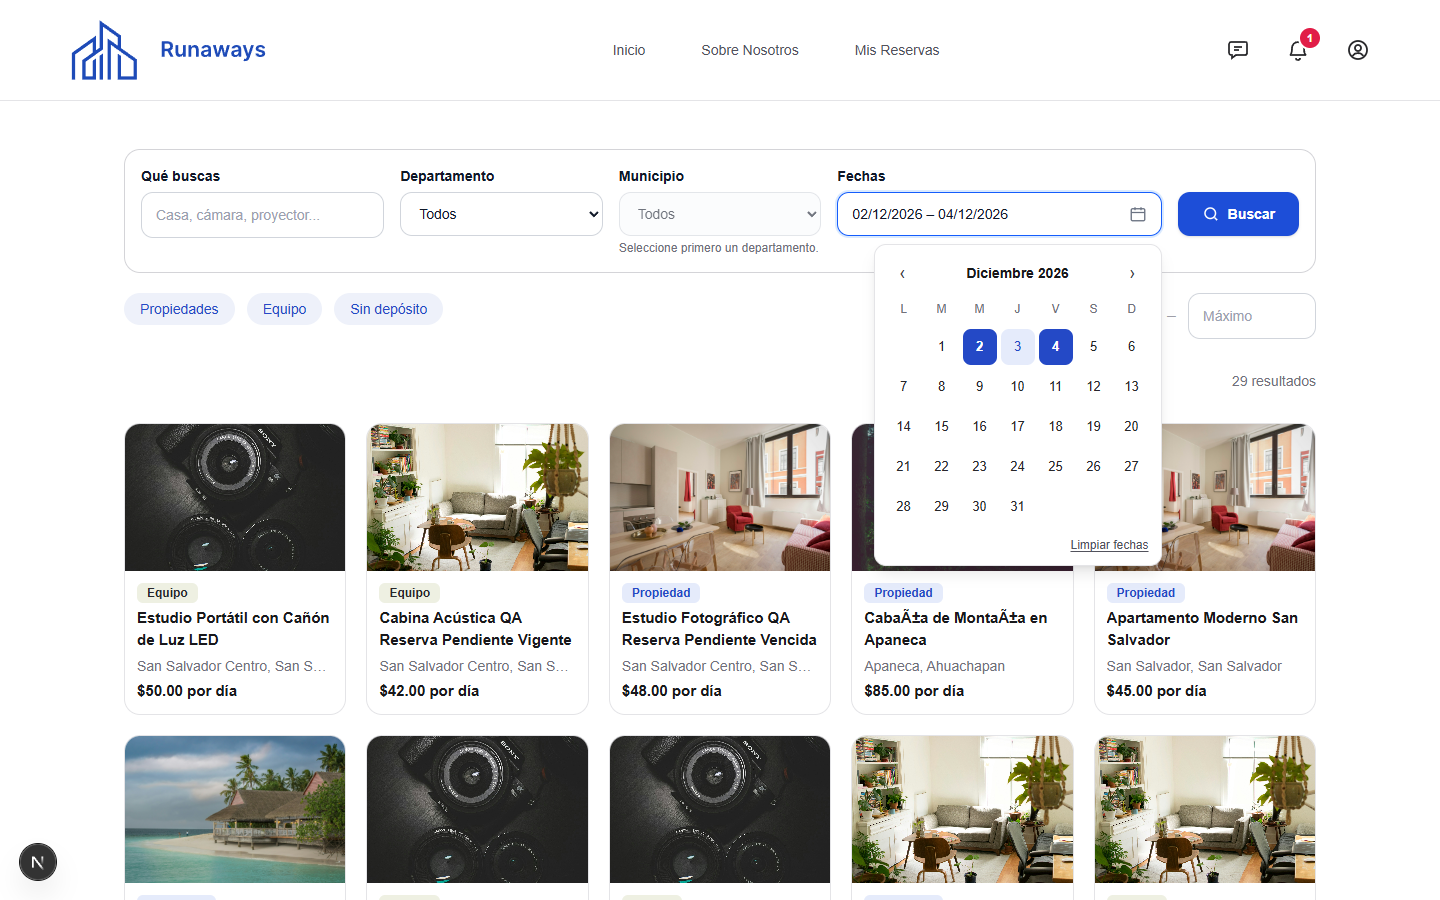 Runaways
Inicio
Sobre Nosotros
Mis Reservas
1
Qué buscas
Departamento
Municipio
Fechas
Casa, cámara, proyector...
Todos
Todos
02/12/2026 – 04/12/2026
Buscar
Seleccione primero un departamento.
‹ Diciembre 2026 ›
L M M J V S D
1 2 3 4 5 6
7 8 9 10 11 12 13
14 15 16 17 18 19 20
21 22 23 24 25 26 27
28 29 30 31
Limpiar fechas
Propiedades
Equipo
Sin depósito
– Máximo
29 resultados
Equipo
Estudio Portátil con Cañón
de Luz LED
San Salvador Centro, San S...
$50.00 por día
Equipo
Cabina Acústica QA
Reserva Pendiente Vigente
San Salvador Centro, San S...
$42.00 por día
Propiedad
Estudio Fotográfico QA
Reserva Pendiente Vencida
San Salvador Centro, San S...
$48.00 por día
Propiedad
CabaÃ±a de MontaÃ±a en
Apaneca
Apaneca, Ahuachapan
$85.00 por día
Propiedad
Apartamento Moderno San
Salvador
San Salvador, San Salvador
$45.00 por día
SONY
SONY
SONY
N